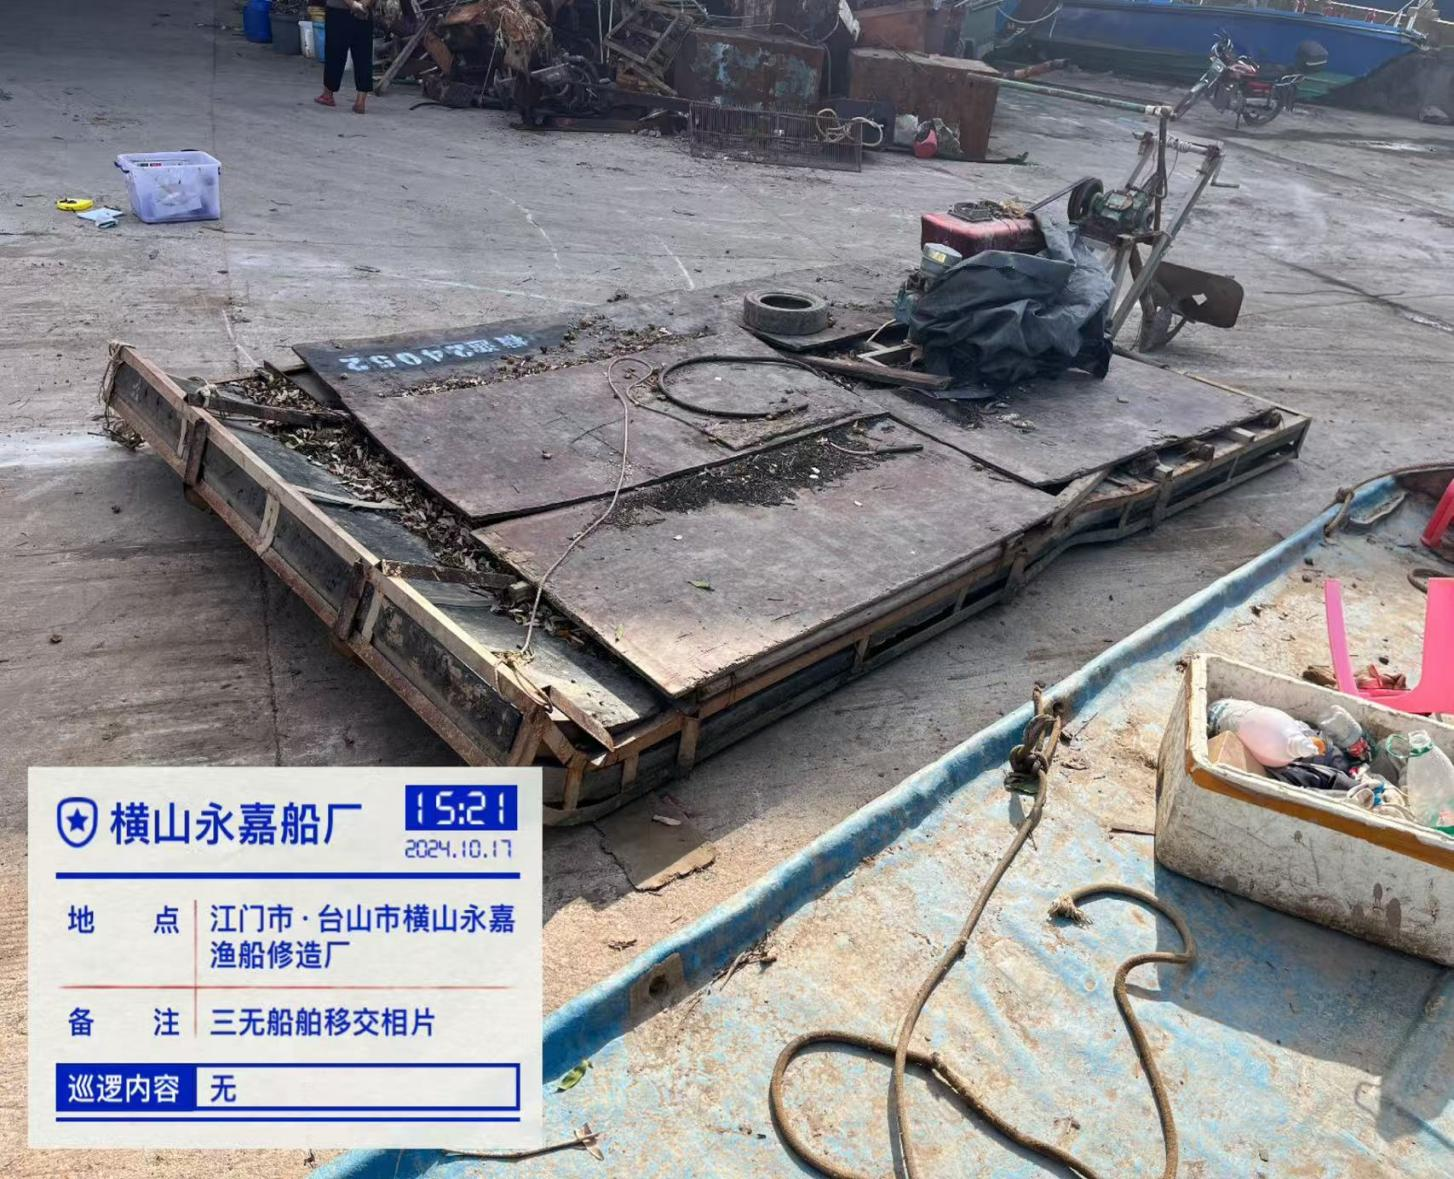 24052
横山永嘉船厂
15:21
2024.10.17
地 点 江门市·台山市横山永嘉
渔船修造厂
备 注 三无船舶移交相片
巡逻内容 无